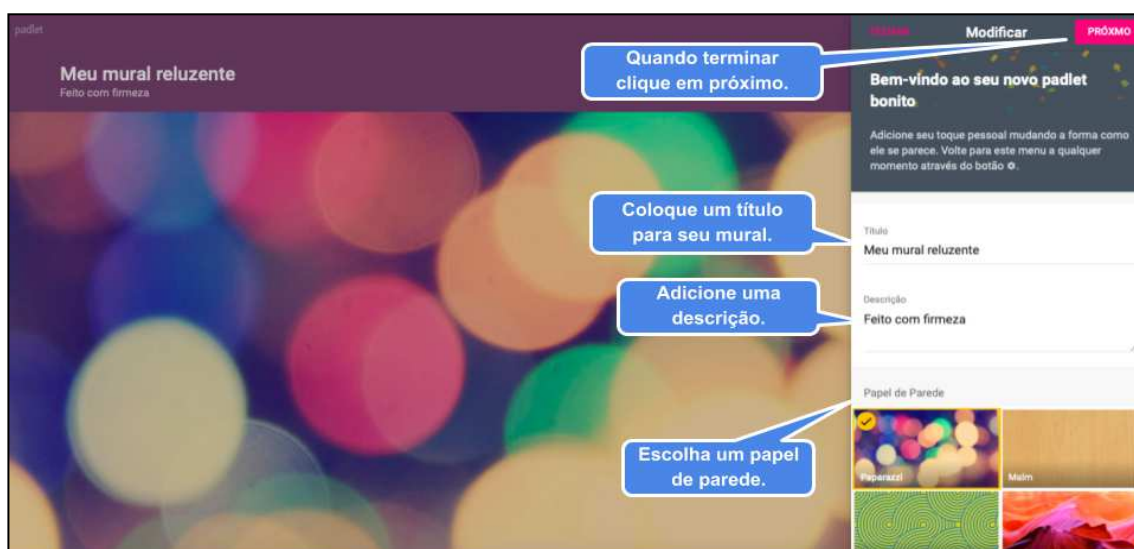 padlet
Meu mural reluzente
Feito com firmeza
Quando terminar
clique em próximo.
Modificar
PRÓXIMO
Bem-vindo ao seu novo padlet
bonito
Adicione seu toque pessoal mudando a forma como
ele se parece. Volte para este menu a qualquer
momento através do botão ⚙.
Coloque um título
para seu mural.
Título
Meu mural reluzente
Adicione uma
descrição.
Descrição
Feito com firmeza
Papel de Parede
Escolha um papel
de parede.
Paparazzi
Malm